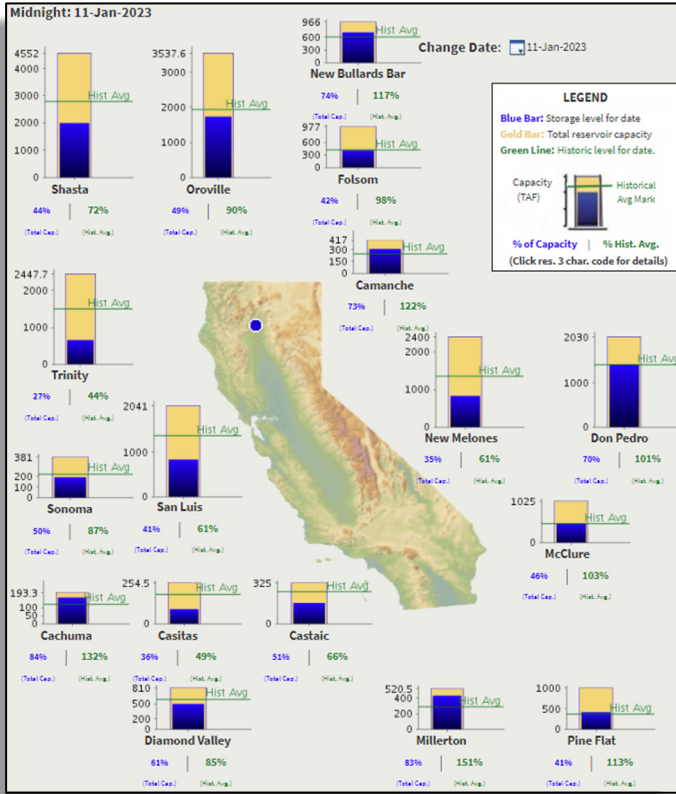 Midnight: 11-Jan-2023
Change Date: 11-Jan-2023
4552
4000
3000
2000
1000
0
Hist Avg
Shasta
44% | 72%
(Total Cap.) (Hist. Avg.)
3537.6
3000
2000
1000
0
Hist Avg
Oroville
49% | 90%
(Total Cap.) (Hist. Avg.)
966
600
300
0
Hist Avg
New Bullards Bar
74% | 117%
(Total Cap.) (Hist. Avg.)
977
600
300
0
Hist Avg
Folsom
42% | 98%
(Total Cap.) (Hist. Avg.)
417
300
150
0
Hist Avg
Camanche
73% | 122%
(Total Cap.) (Hist. Avg.)
LEGEND
Blue Bar: Storage level for date
Gold Bar: Total reservoir capacity
Green Line: Historic level for date.
Capacity
(TAF)
Historical
Avg Mark
% of Capacity | % Hist. Avg.
(Click res. 3 char. code for details)
2447.7
2000
1000
0
Hist Avg
Trinity
27% | 44%
(Total Cap.) (Hist. Avg.)
2400
1000
0
Hist Avg
New Melones
35% | 61%
(Total Cap.) (Hist. Avg.)
2030
1000
0
Hist Avg
Don Pedro
70% | 101%
(Total Cap.) (Hist. Avg.)
381
200
100
0
Hist Avg
Sonoma
50% | 87%
(Total Cap.) (Hist. Avg.)
2041
1000
0
Hist Avg
San Luis
41% | 61%
(Total Cap.) (Hist. Avg.)
1025
0
Hist Avg
McClure
46% | 103%
(Total Cap.) (Hist. Avg.)
193.3
100
50
0
Hist Avg
Cachuma
84% | 132%
(Total Cap.) (Hist. Avg.)
254.5
0
Hist Avg
Casitas
36% | 49%
(Total Cap.) (Hist. Avg.)
325
0
Hist Avg
Castaic
51% | 66%
(Total Cap.) (Hist. Avg.)
810
500
200
0
Hist Avg
Diamond Valley
61% | 85%
(Total Cap.) (Hist. Avg.)
520.5
400
200
0
Hist Avg
Millerton
83% | 151%
(Total Cap.) (Hist. Avg.)
1000
500
0
Hist Avg
Pine Flat
41% | 113%
(Total Cap.) (Hist. Avg.)